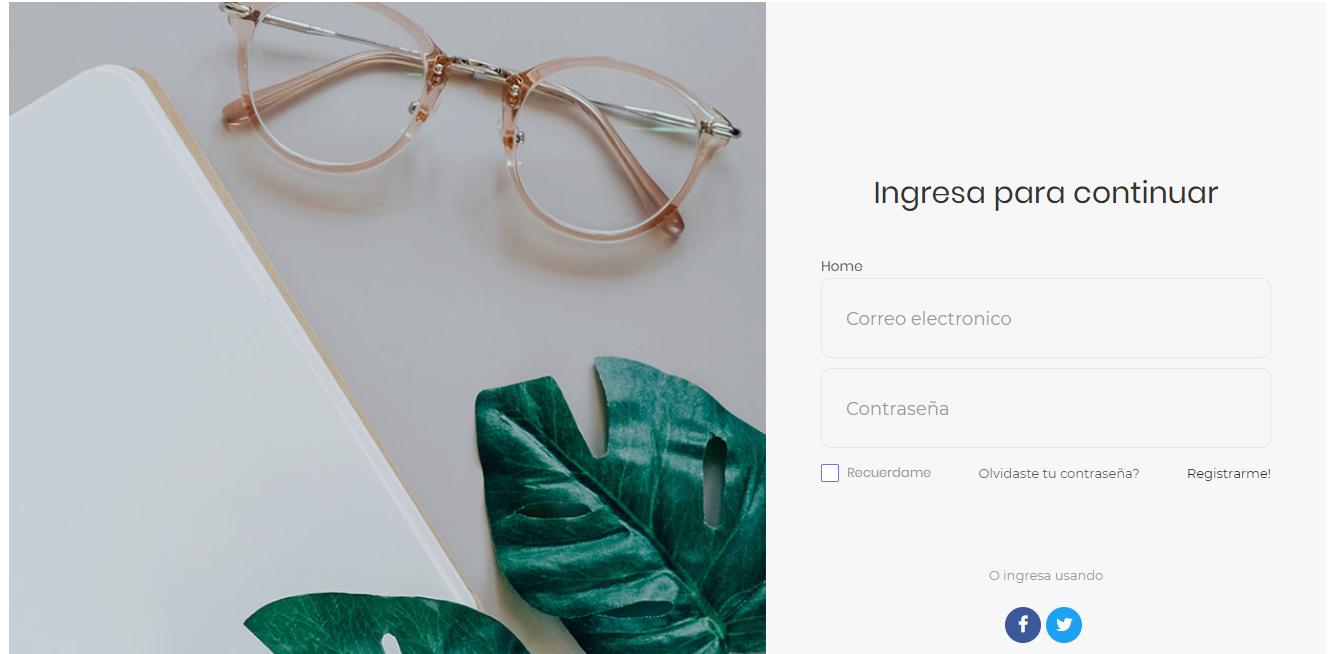 Ingresa para continuar
Home
Correo electronico
Contraseña
Recuerdame Olvidaste tu contraseña? Registrarme!
O ingresa usando